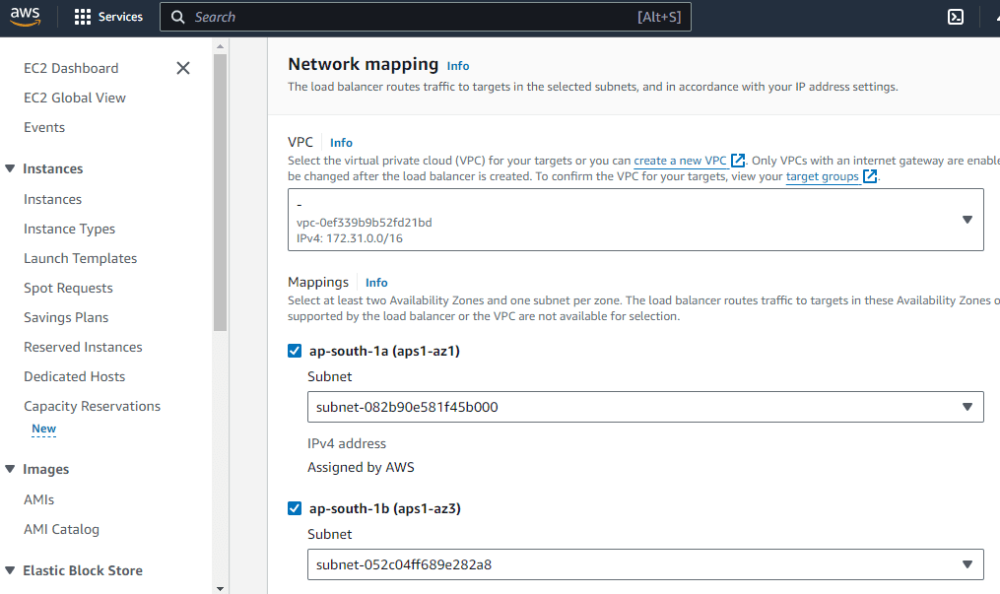 aws
Services
Search
[Alt+S]
EC2 Dashboard
EC2 Global View
Events
Instances
Instances
Instance Types
Launch Templates
Spot Requests
Savings Plans
Reserved Instances
Dedicated Hosts
Capacity Reservations
New
Images
AMIs
AMI Catalog
Elastic Block Store
Network mapping Info
The load balancer routes traffic to targets in the selected subnets, and in accordance with your IP address settings.
VPC Info
Select the virtual private cloud (VPC) for your targets or you can create a new VPC. Only VPCs with an internet gateway are enable
be changed after the load balancer is created. To confirm the VPC for your targets, view your target groups.
-
vpc-0ef339b9b52fd21bd
IPv4: 172.31.0.0/16
Mappings Info
Select at least two Availability Zones and one subnet per zone. The load balancer routes traffic to targets in these Availability Zones o
supported by the load balancer or the VPC are not available for selection.
ap-south-1a (aps1-az1)
Subnet
subnet-082b90e581f45b000
IPv4 address
Assigned by AWS
ap-south-1b (aps1-az3)
Subnet
subnet-052c04ff689e282a8